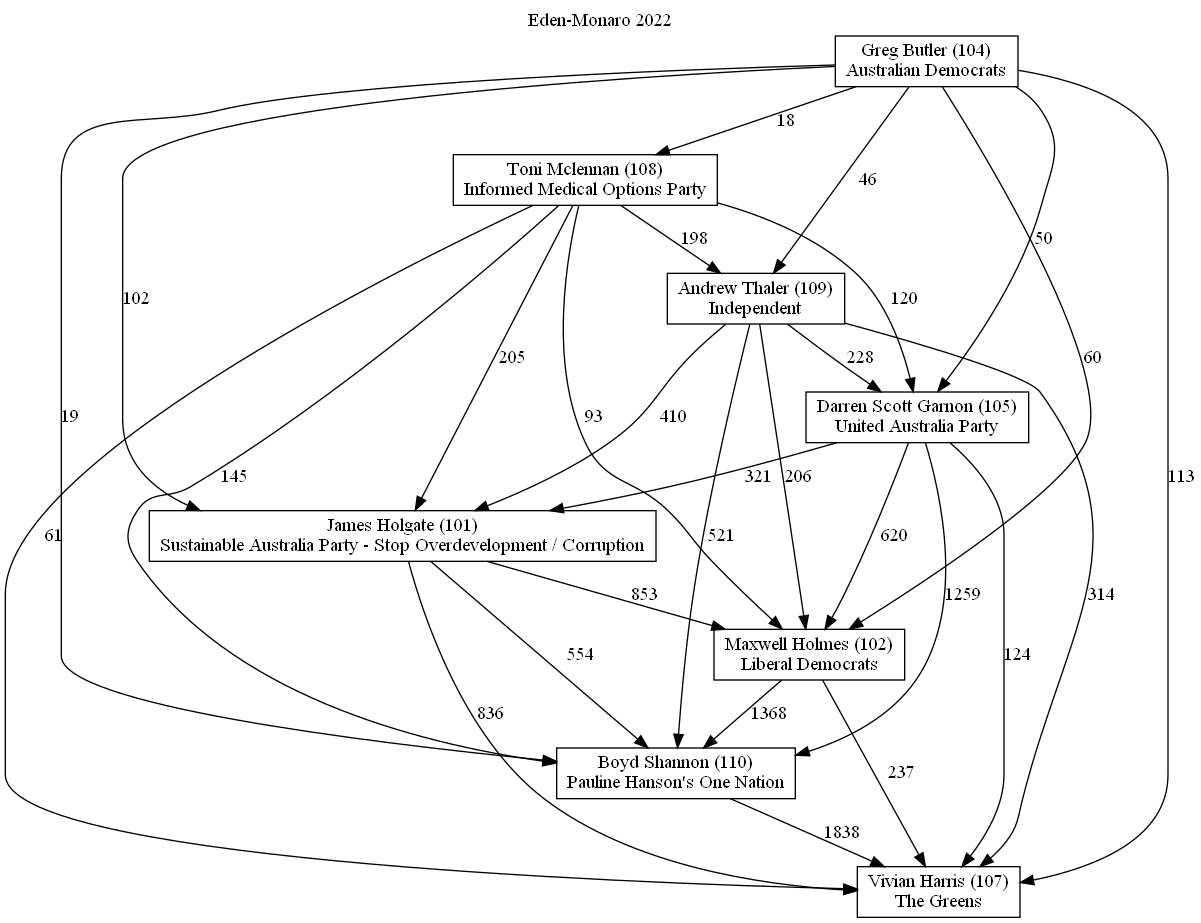 Eden-Monaro 2022
Greg Butler (104)
Australian Democrats
18
Toni Mclennan (108)
Informed Medical Options Party
46
198
50
Andrew Thaler (109)
Independent
102
120
205
228
60
19
93
410
Darren Scott Garnon (105)
United Australia Party
145
321
206
113
James Holgate (101)
Sustainable Australia Party - Stop Overdevelopment / Corruption
61
521
620
853
1259
314
Maxwell Holmes (102)
Liberal Democrats
554
124
836
1368
Boyd Shannon (110)
Pauline Hanson's One Nation
237
1838
Vivian Harris (107)
The Greens